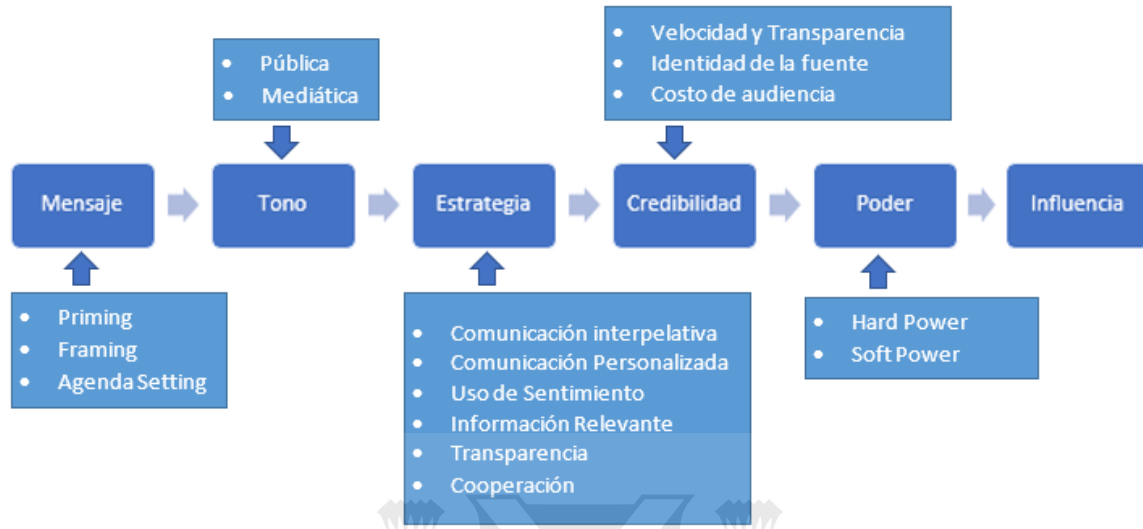 Pública
Mediática
Velocidad y Transparencia
Identidad de la fuente
Costo de audiencia
Mensaje
Tono
Estrategia
Credibilidad
Poder
Influencia
Priming
Framing
Agenda Setting
Comunicación interpelativa
Comunicación Personalizada
Uso de Sentimiento
Información Relevante
Transparencia
Cooperación
Hard Power
Soft Power